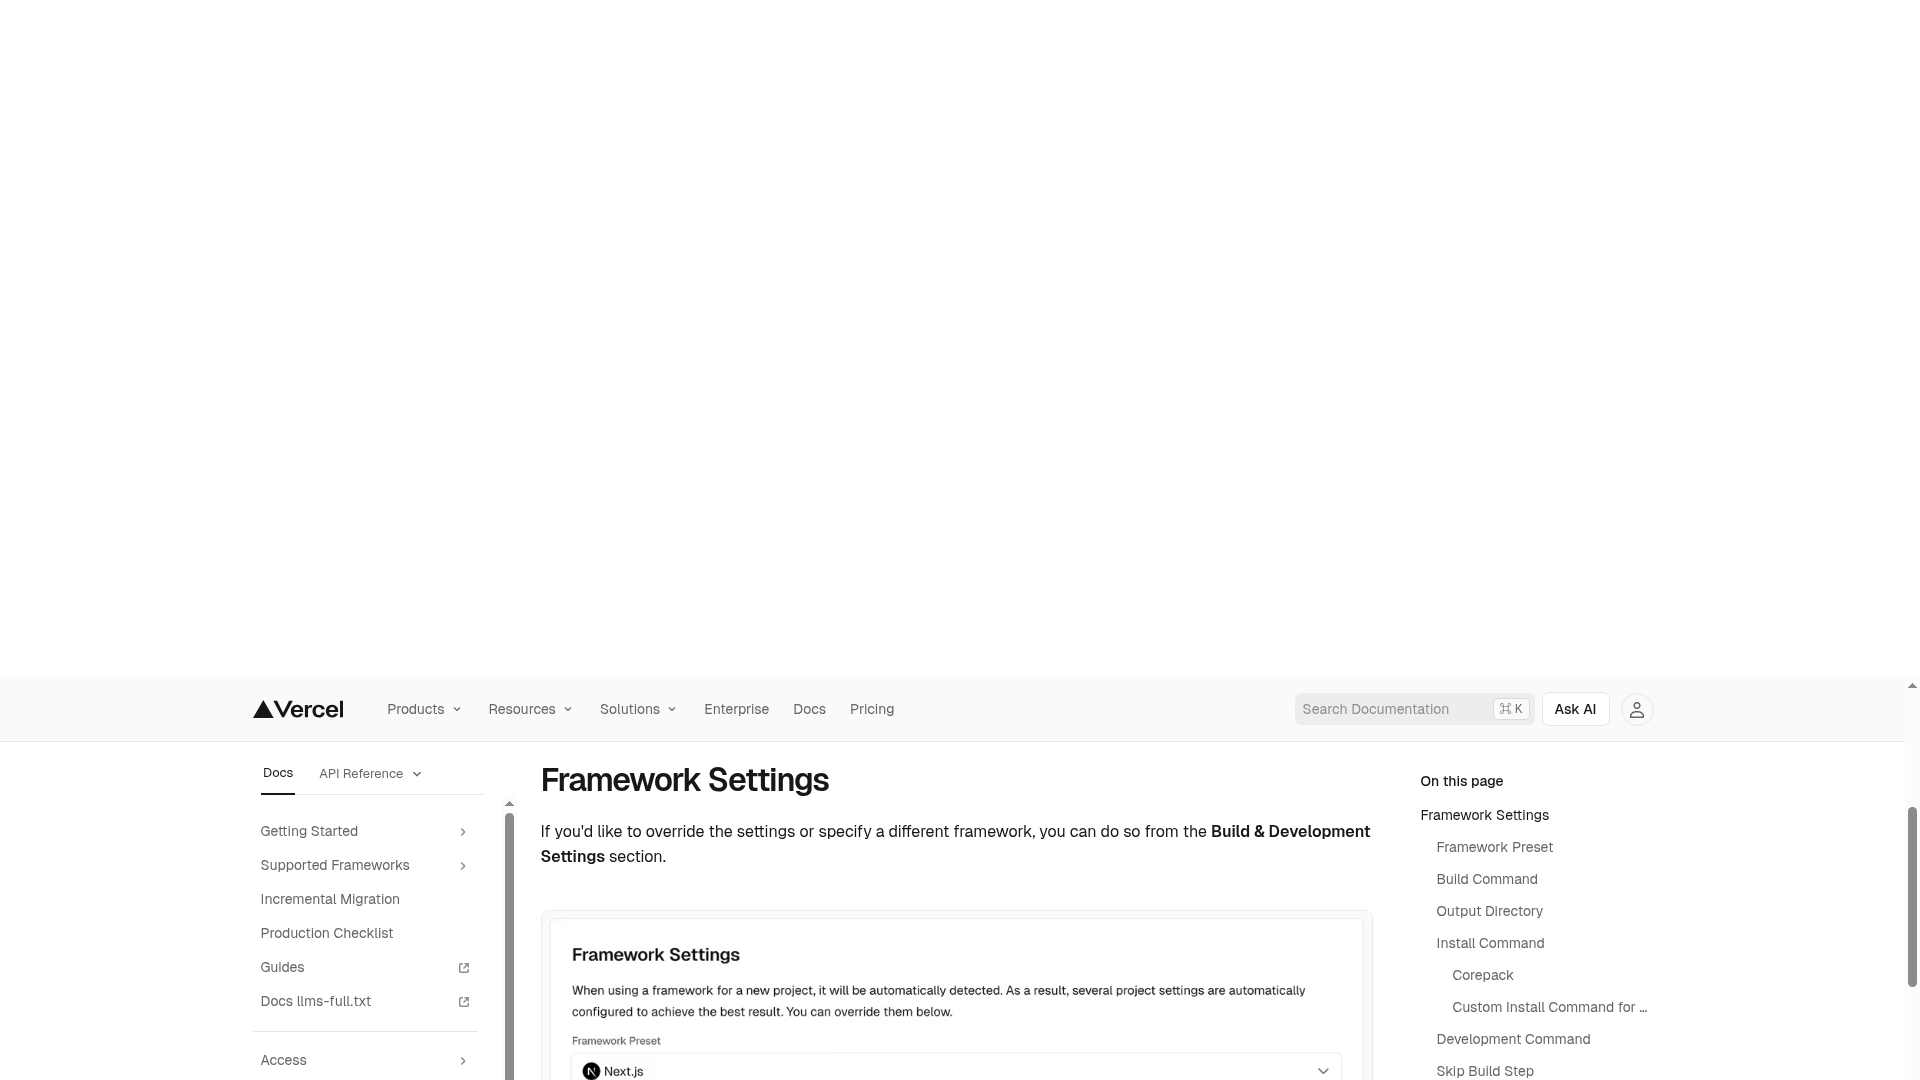 Vercel
Products
Resources
Solutions
Enterprise
Docs
Pricing
Search Documentation
⌘ K
Ask AI
Docs
API Reference
Getting Started
Supported Frameworks
Incremental Migration
Production Checklist
Guides
Docs llms-full.txt
Access
Framework Settings
If you'd like to override the settings or specify a different framework, you can do so from the Build & Development
Settings section.
Framework Settings
When using a framework for a new project, it will be automatically detected. As a result, several project settings are automatically
configured to achieve the best result. You can override them below.
Framework Preset
N Next.js
On this page
Framework Settings
Framework Preset
Build Command
Output Directory
Install Command
Corepack
Custom Install Command for ...
Development Command
Skip Build Step